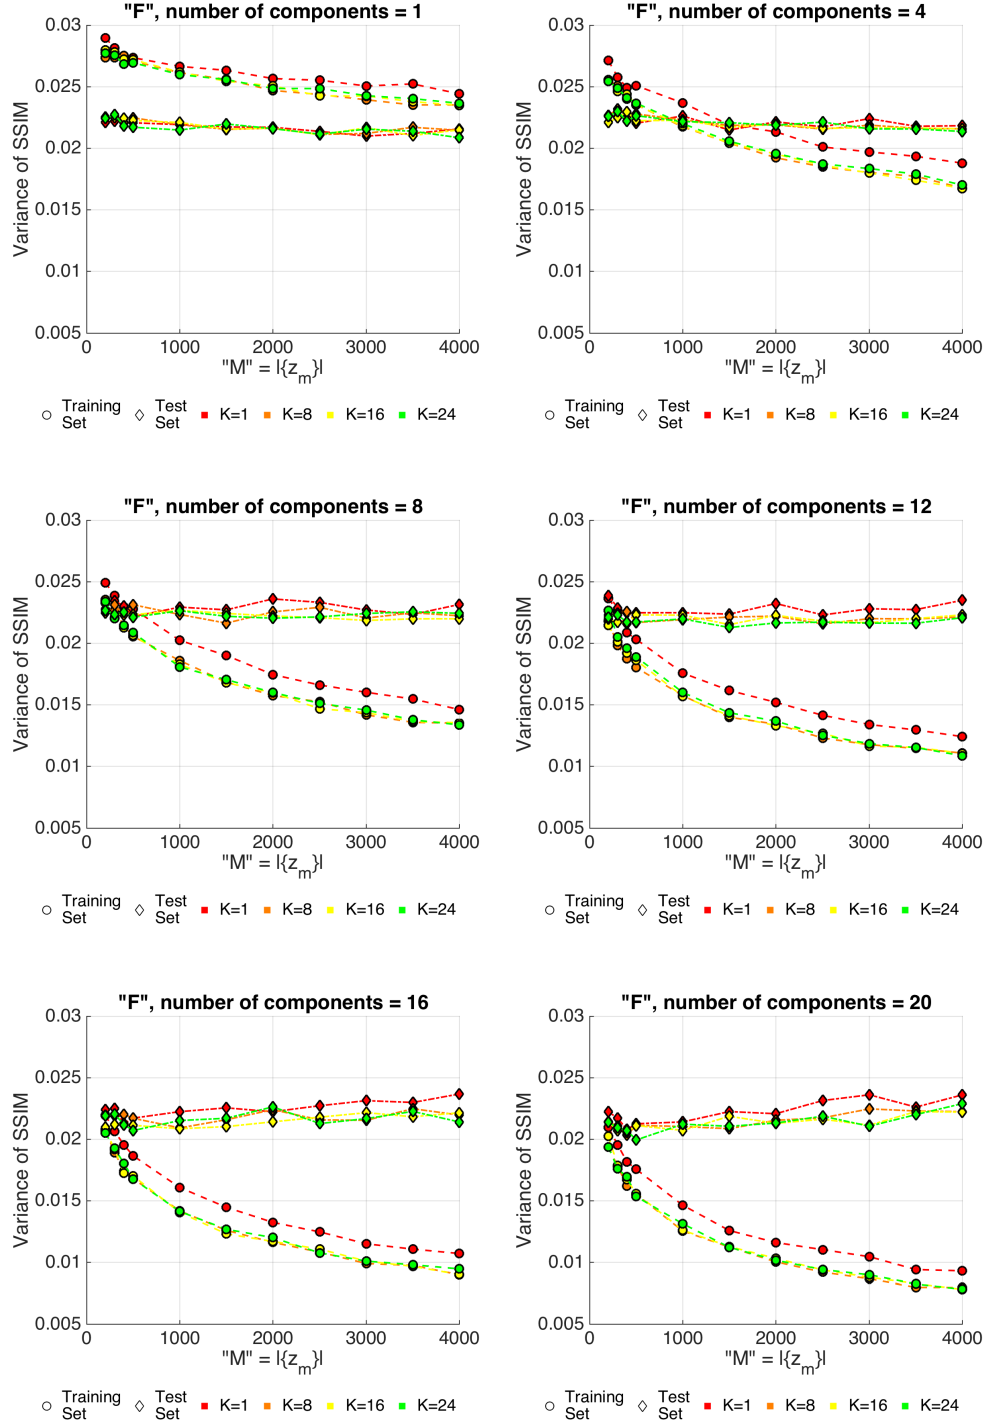 "F", number of components = 1
0.03
0.025
0.02
0.015
0.01
0.005
Variance of SSIM
0 1000 2000 3000 4000
"M" = |{z_m}|
Training Set Test Set K=1 K=8 K=16 K=24
"F", number of components = 4
0.03
0.025
0.02
0.015
0.01
0.005
Variance of SSIM
0 1000 2000 3000 4000
"M" = |{z_m}|
Training Set Test Set K=1 K=8 K=16 K=24
"F", number of components = 8
0.03
0.025
0.02
0.015
0.01
0.005
Variance of SSIM
0 1000 2000 3000 4000
"M" = |{z_m}|
Training Set Test Set K=1 K=8 K=16 K=24
"F", number of components = 12
0.03
0.025
0.02
0.015
0.01
0.005
Variance of SSIM
0 1000 2000 3000 4000
"M" = |{z_m}|
Training Set Test Set K=1 K=8 K=16 K=24
"F", number of components = 16
0.03
0.025
0.02
0.015
0.01
0.005
Variance of SSIM
0 1000 2000 3000 4000
"M" = |{z_m}|
Training Set Test Set K=1 K=8 K=16 K=24
"F", number of components = 20
0.03
0.025
0.02
0.015
0.01
0.005
Variance of SSIM
0 1000 2000 3000 4000
"M" = |{z_m}|
Training Set Test Set K=1 K=8 K=16 K=24